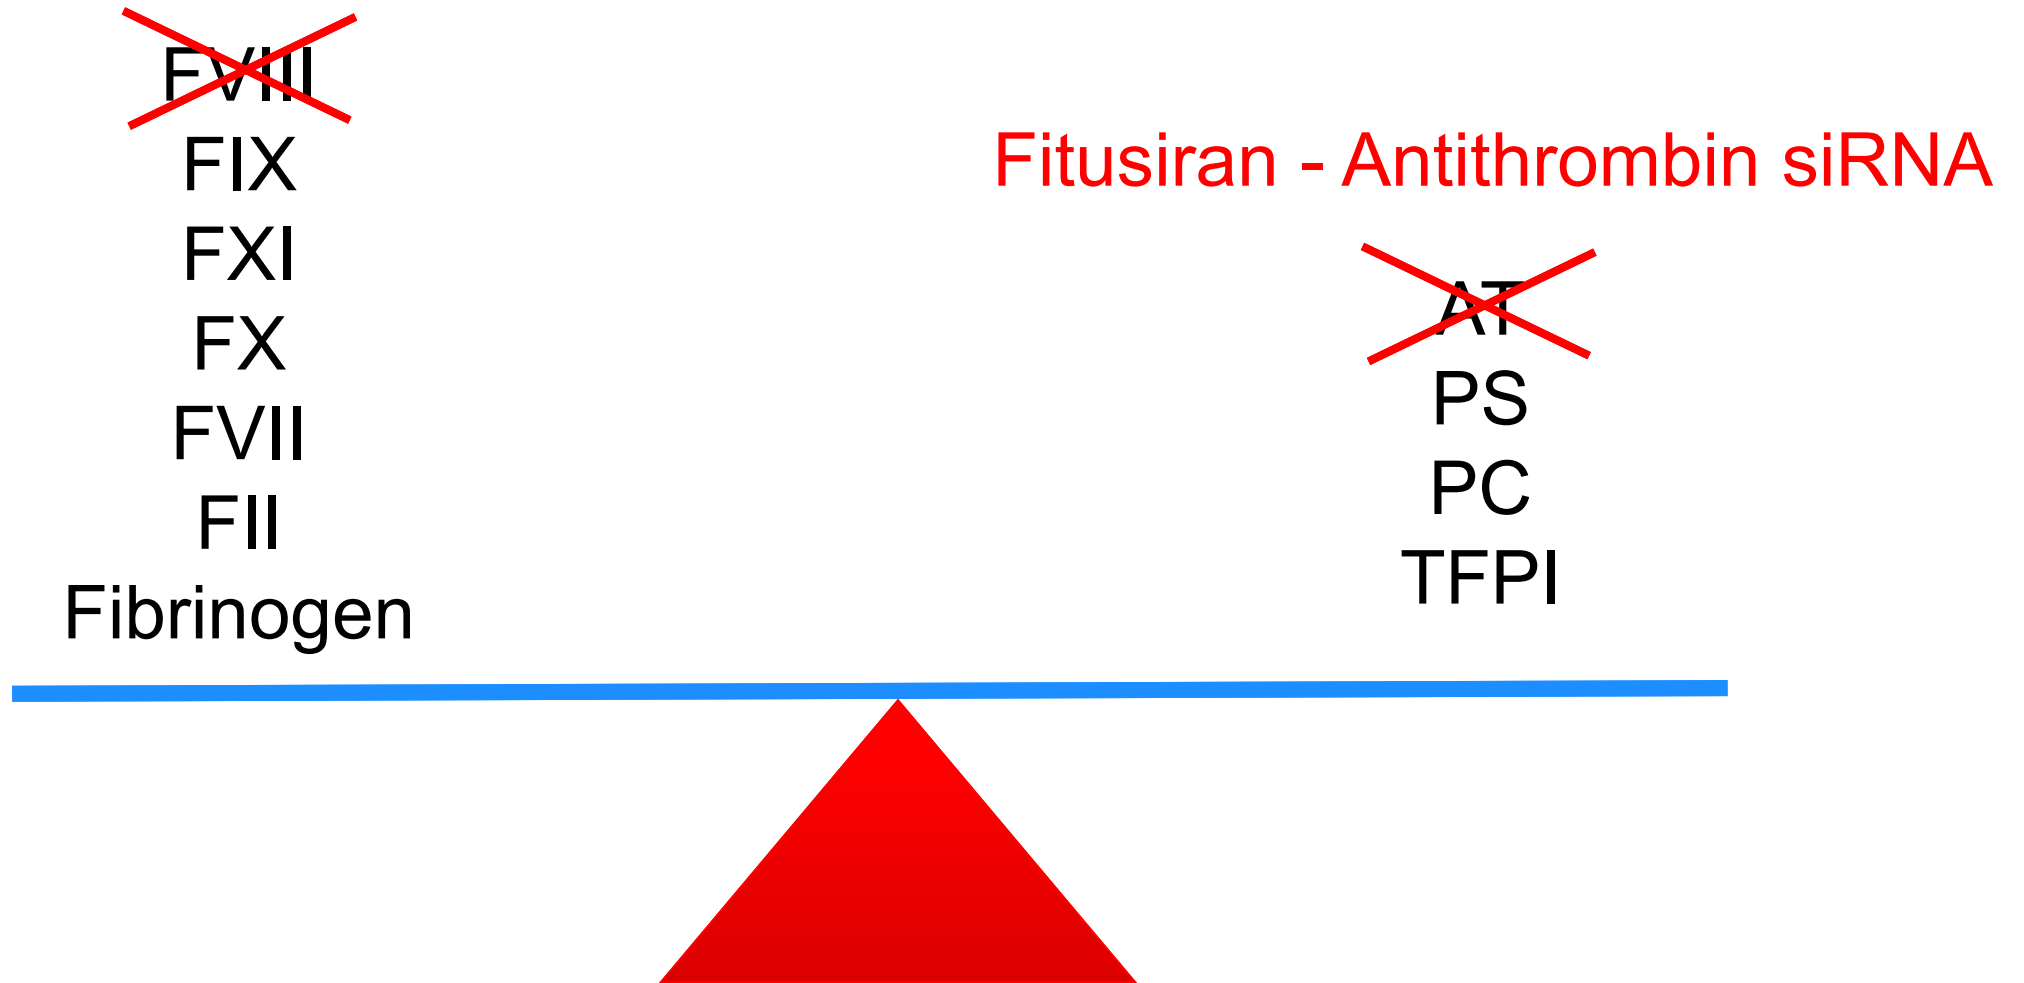 FVIII
FIX
FXI
FX
FVII
FII
Fibrinogen
Fitusiran - Antithrombin siRNA
AT
PS
PC
TFPI